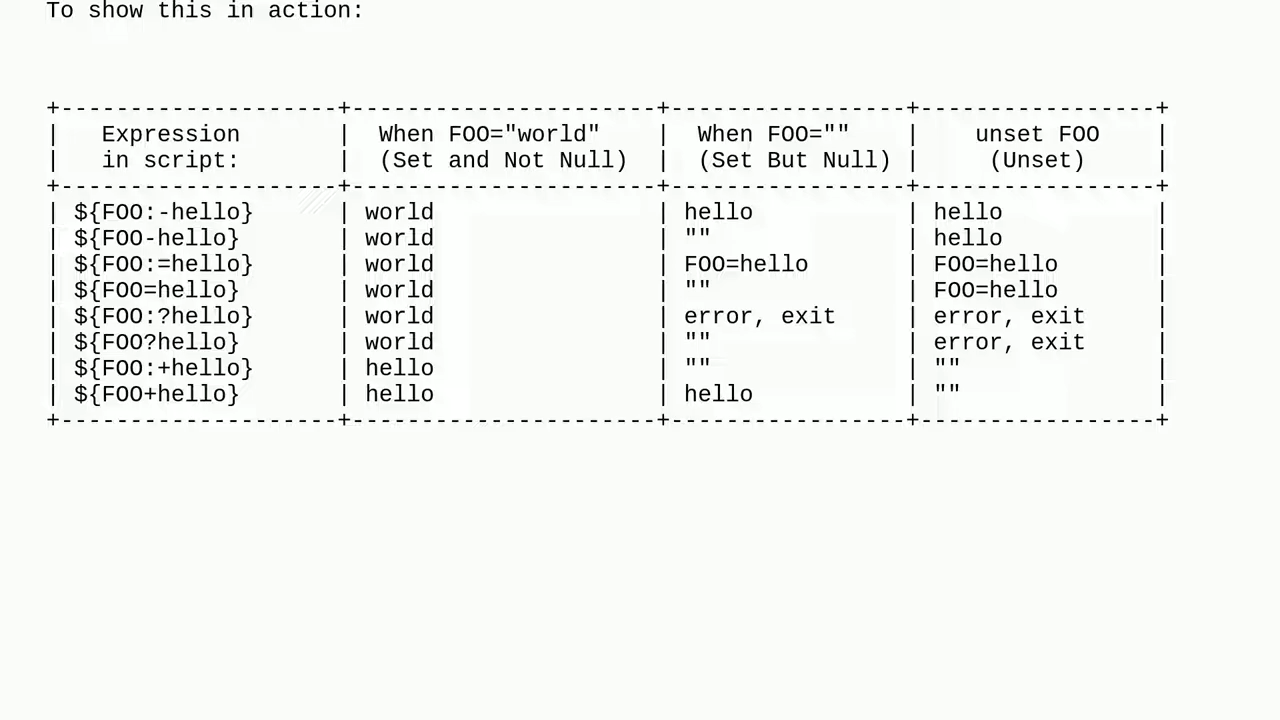 To show this in action:
+--------------------+----------------------+-----------------+-----------------+
|   Expression       |  When FOO="world"    |  When FOO=""    |    unset FOO    |
|   in script:       |  (Set and Not Null)  |  (Set But Null) |     (Unset)     |
+--------------------+----------------------+-----------------+-----------------+
| ${FOO:-hello}      | world                | hello           | hello           |
| ${FOO-hello}       | world                | ""              | hello           |
| ${FOO:=hello}      | world                | FOO=hello       | FOO=hello       |
| ${FOO=hello}       | world                | ""              | FOO=hello       |
| ${FOO:?hello}      | world                | error, exit     | error, exit     |
| ${FOO?hello}       | world                | ""              | error, exit     |
| ${FOO:+hello}      | hello                | ""              | ""              |
| ${FOO+hello}       | hello                | hello           | ""              |
+--------------------+----------------------+-----------------+-----------------+